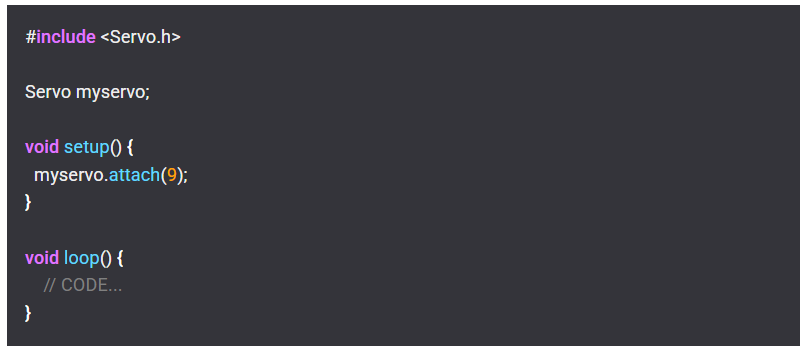 #include <Servo.h>
Servo myservo;
void setup() {
myservo.attach(9);
}
void loop() {
// CODE...
}